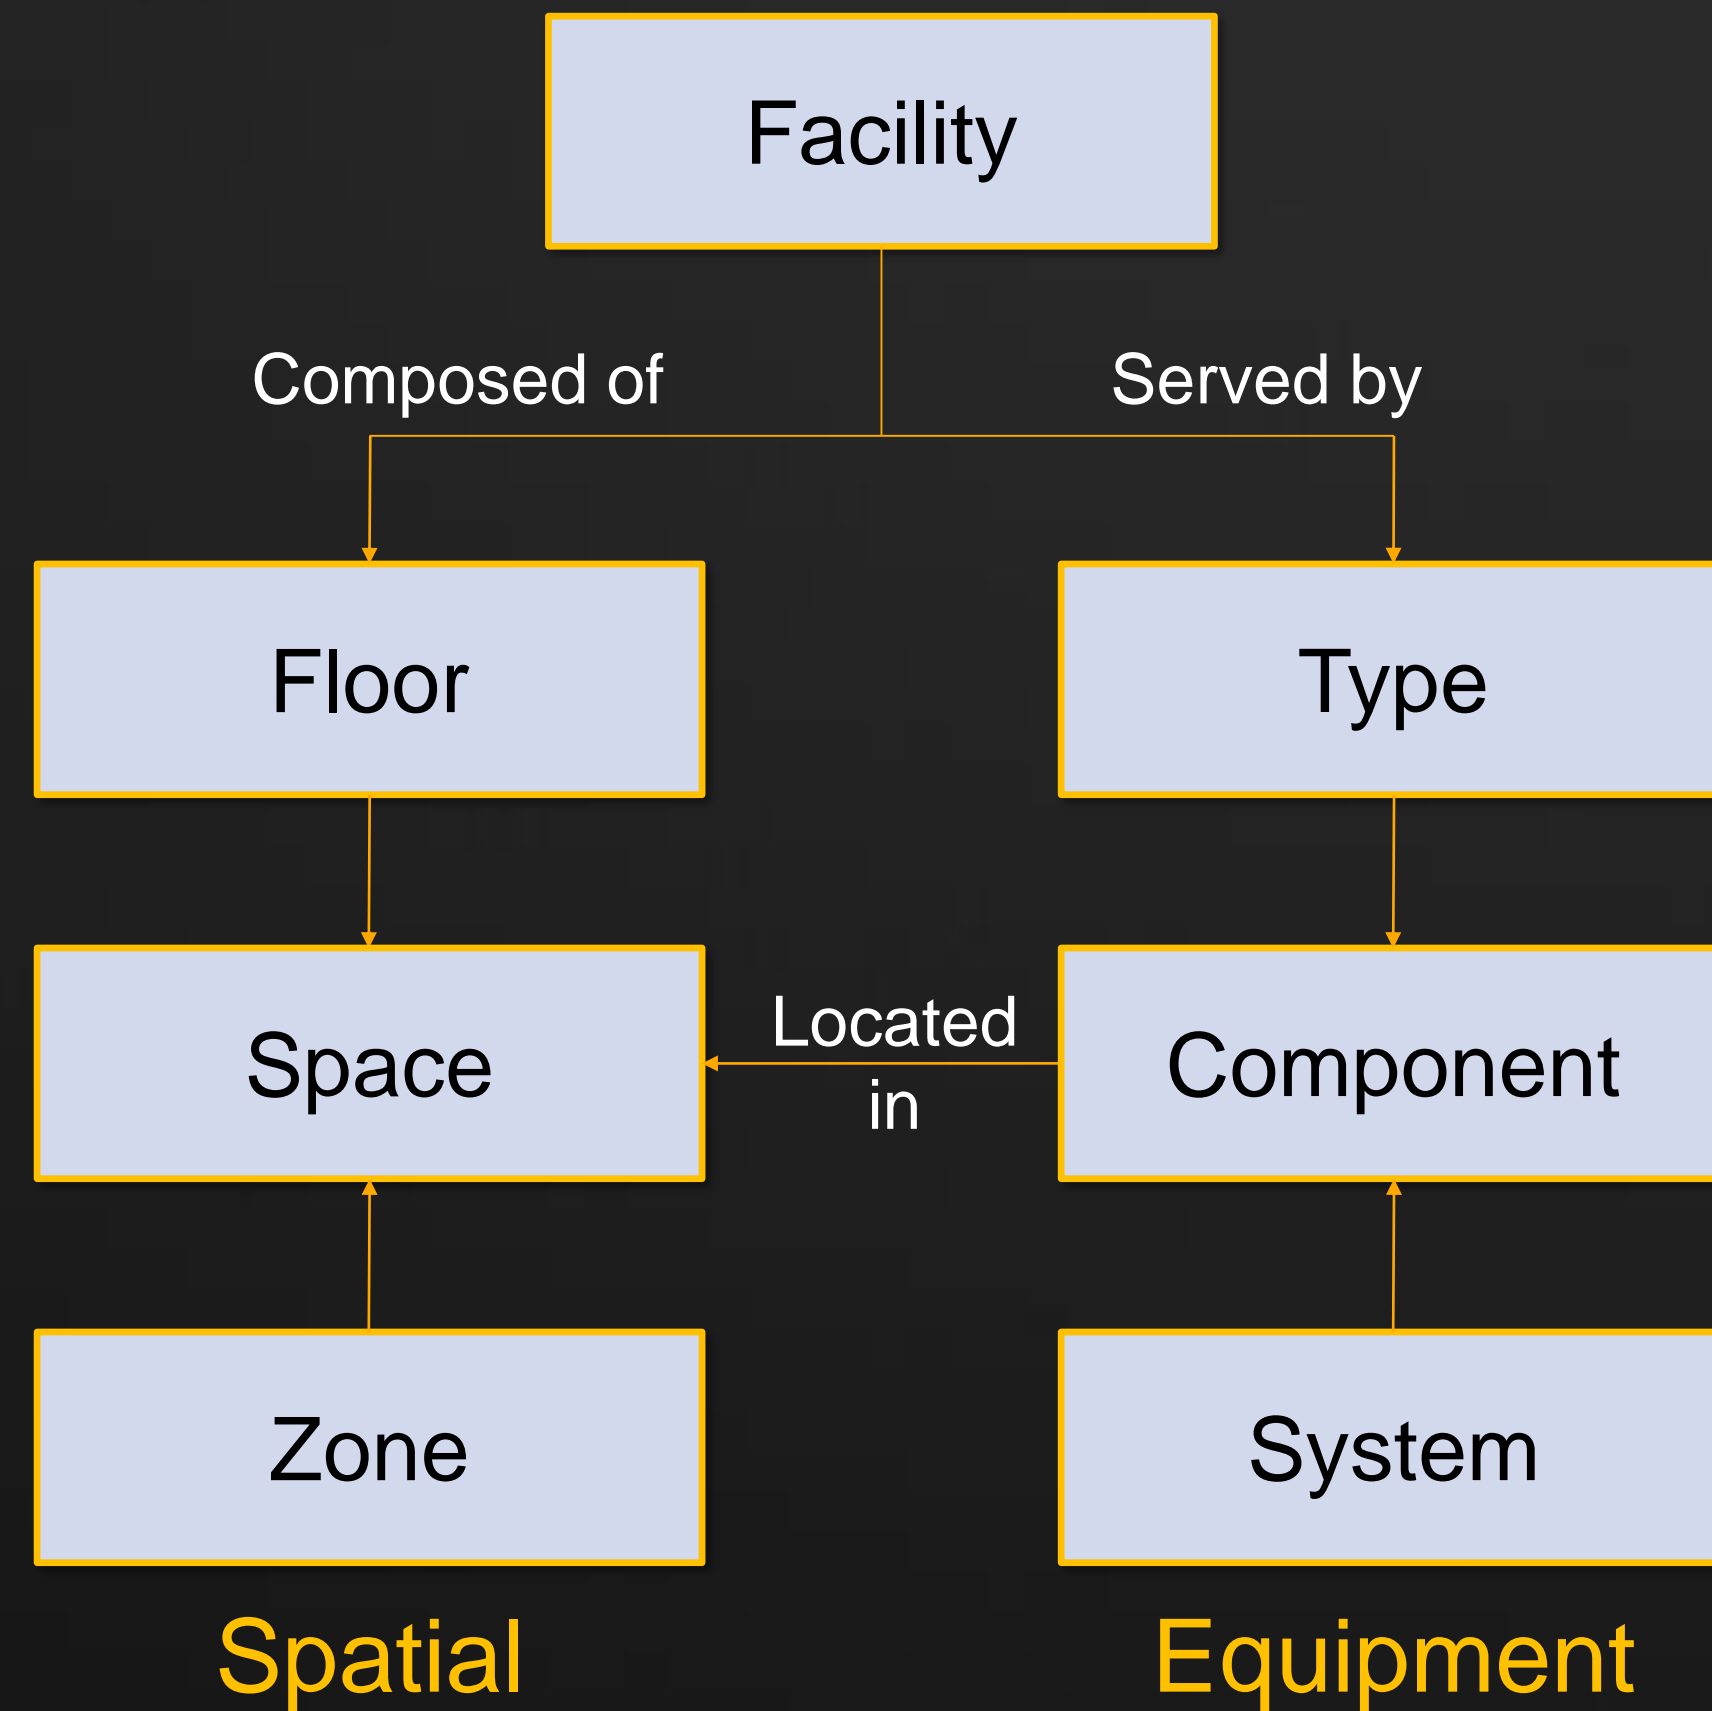 Facility
Composed of
Served by
Floor
Type
Space
Located
in
Component
Zone
System
Spatial
Equipment